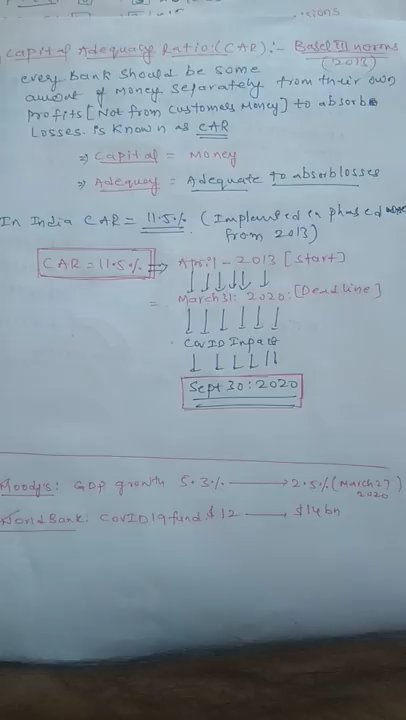 Capital Adequacy Ratio:(CAR):- Basel III norms
(2013)
every Bank should be some
amount of money separately from their own
profits [Not from customers Money] to absorb
Losses. is Known as CAR
⇒ Capital = Money
⇒ Adequacy = Adequate to absorb losses
In India CAR = 11.5% (Implemented in phased
from 2013)
CAR = 11.5% ⇒ April - 2013 [Start]
= March 31: 2020: [Deadline]
COVID Impact
Sept 30: 2020
Moody's: GDP growth 5.3% → 2.5% (March 27)
2020
World Bank: COVID19 fund: $12 → $14 bn